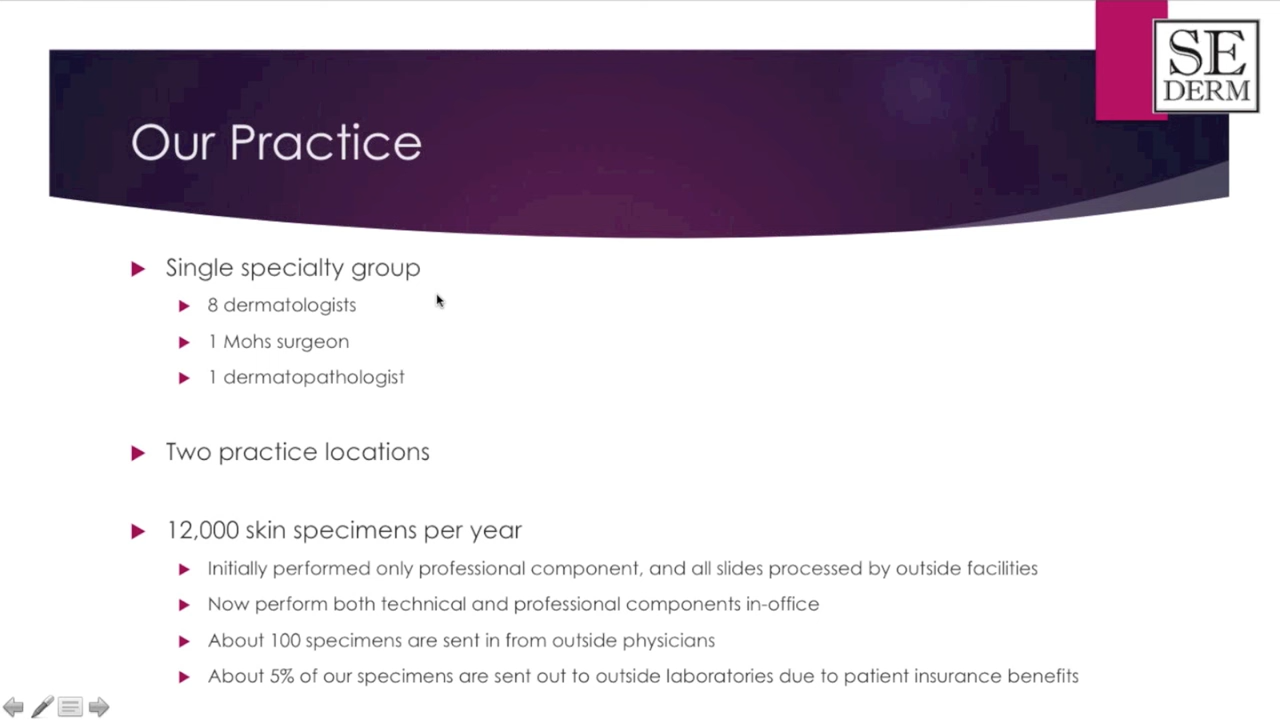 SE
DERM
Our Practice
Single specialty group
8 dermatologists
1 Mohs surgeon
1 dermatopathologist
Two practice locations
12,000 skin specimens per year
Initially performed only professional component, and all slides processed by outside facilities
Now perform both technical and professional components in-office
About 100 specimens are sent in from outside physicians
About 5% of our specimens are sent out to outside laboratories due to patient insurance benefits